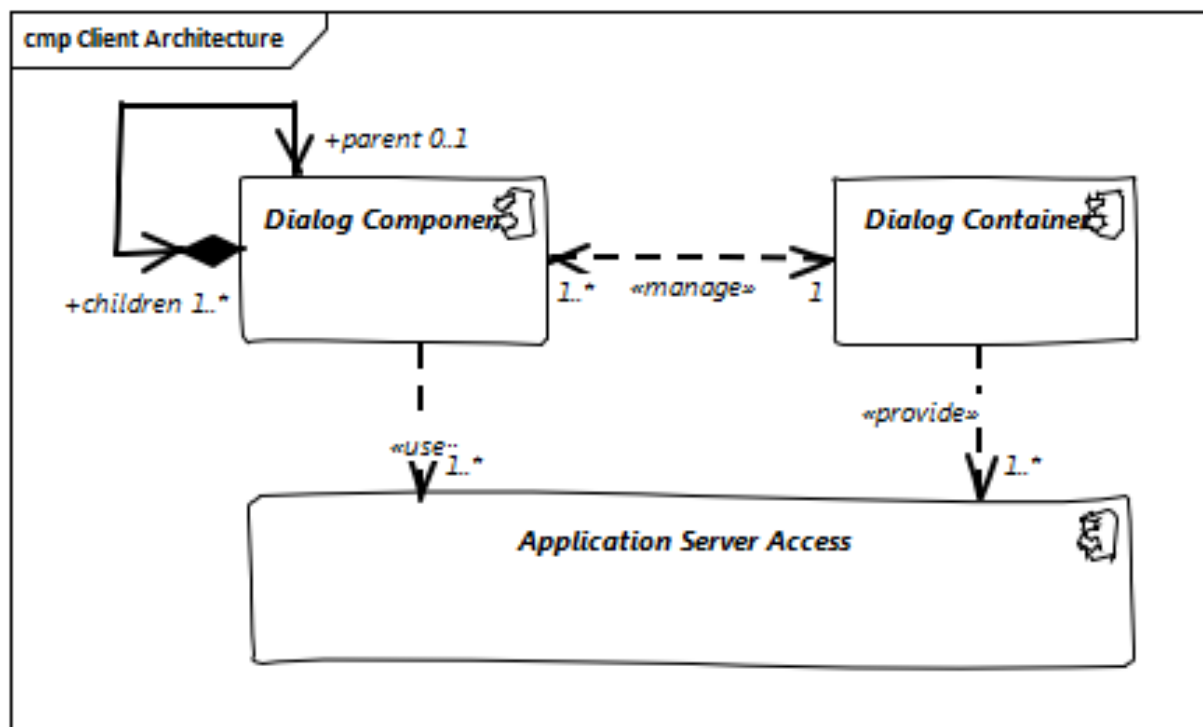 cmp Client Architecture
+parent 0..1
Dialog Componen
Dialog Container
+children 1..*
1..*
«manage»
1
«provide»
«use
1..*
1..*
Application Server Access